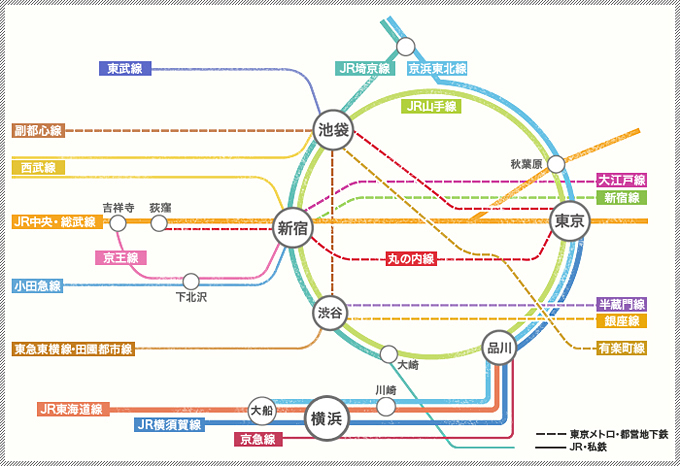 東武線
JR埼京線
京浜東北線
JR山手線
副都心線
池袋
西武線
秋葉原
大江戸線
新宿線
吉祥寺
荻窪
JR中央・総武線
新宿
東京
京王線
丸の内線
小田急線
下北沢
半蔵門線
渋谷
銀座線
東急東横線・田園都市線
品川
有楽町線
大崎
川崎
JR東海道線
大船
横浜
JR横須賀線
京急線
東京メトロ・都営地下鉄
JR・私鉄